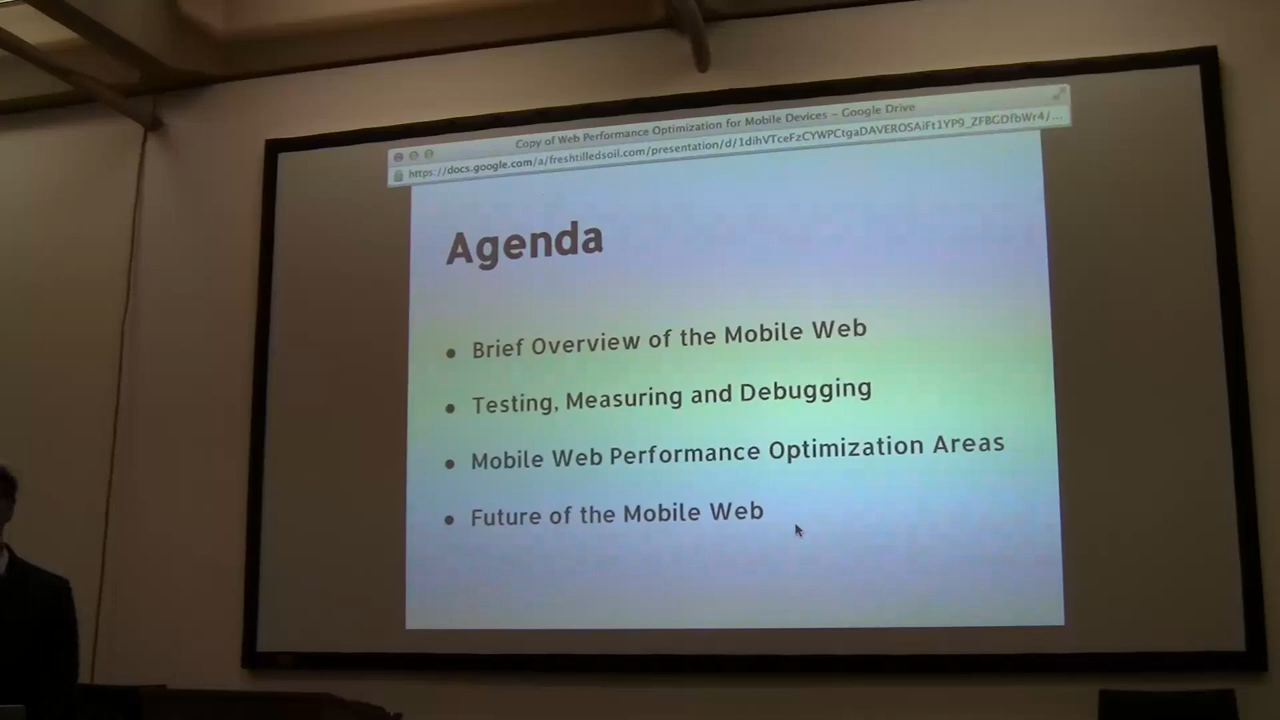 Copy of Web Performance Optimization for Mobile Devices – Google Drive
https://docs.google.com/a/freshtilledsoil.com/presentation/d/1dihVTceFzCYWPCtgaDAVEROSAiFt1YP9_ZFBGDfbWr4/...
Agenda
• Brief Overview of the Mobile Web
• Testing, Measuring and Debugging
• Mobile Web Performance Optimization Areas
• Future of the Mobile Web